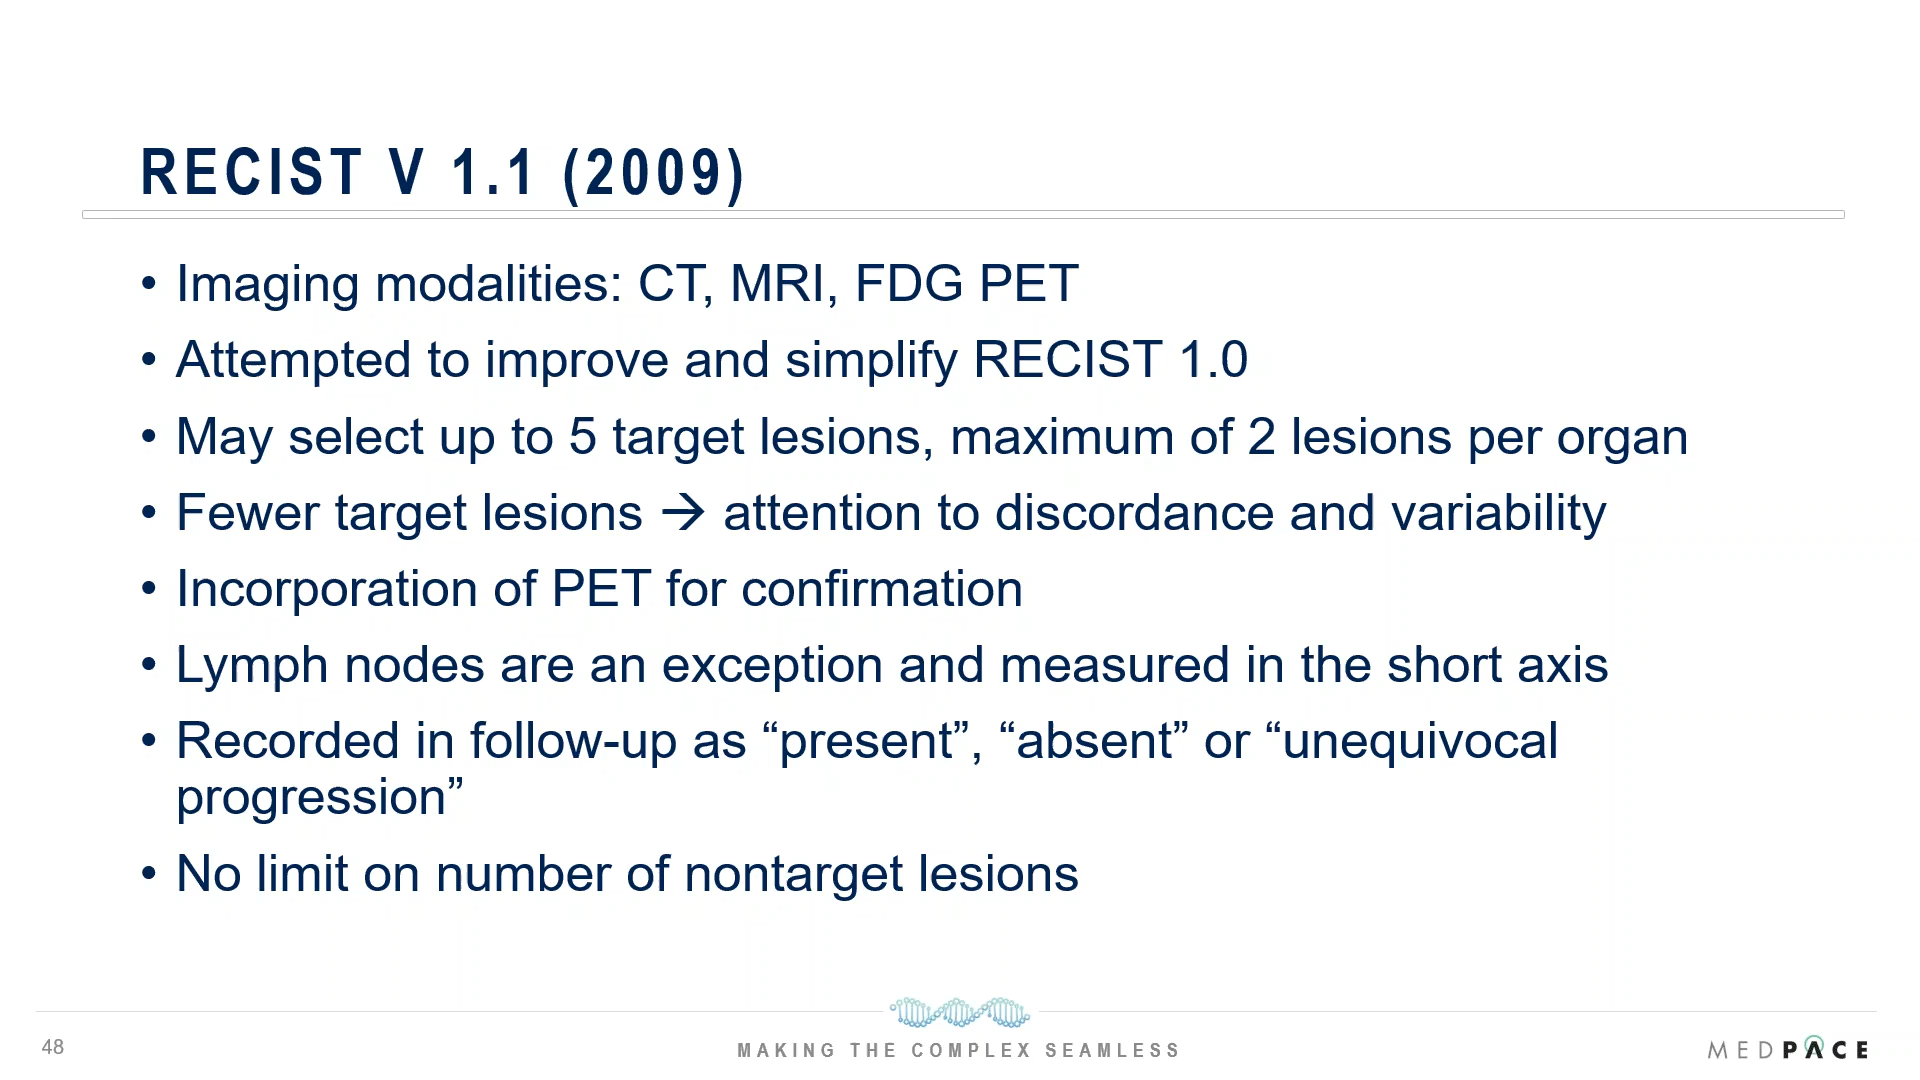 RECIST V 1.1 (2009)
• Imaging modalities: CT, MRI, FDG PET
• Attempted to improve and simplify RECIST 1.0
• May select up to 5 target lesions, maximum of 2 lesions per organ
• Fewer target lesions → attention to discordance and variability
• Incorporation of PET for confirmation
• Lymph nodes are an exception and measured in the short axis
• Recorded in follow-up as “present”, “absent” or “unequivocal
progression”
• No limit on number of nontarget lesions
48
MAKING THE COMPLEX SEAMLESS
MEDPACE